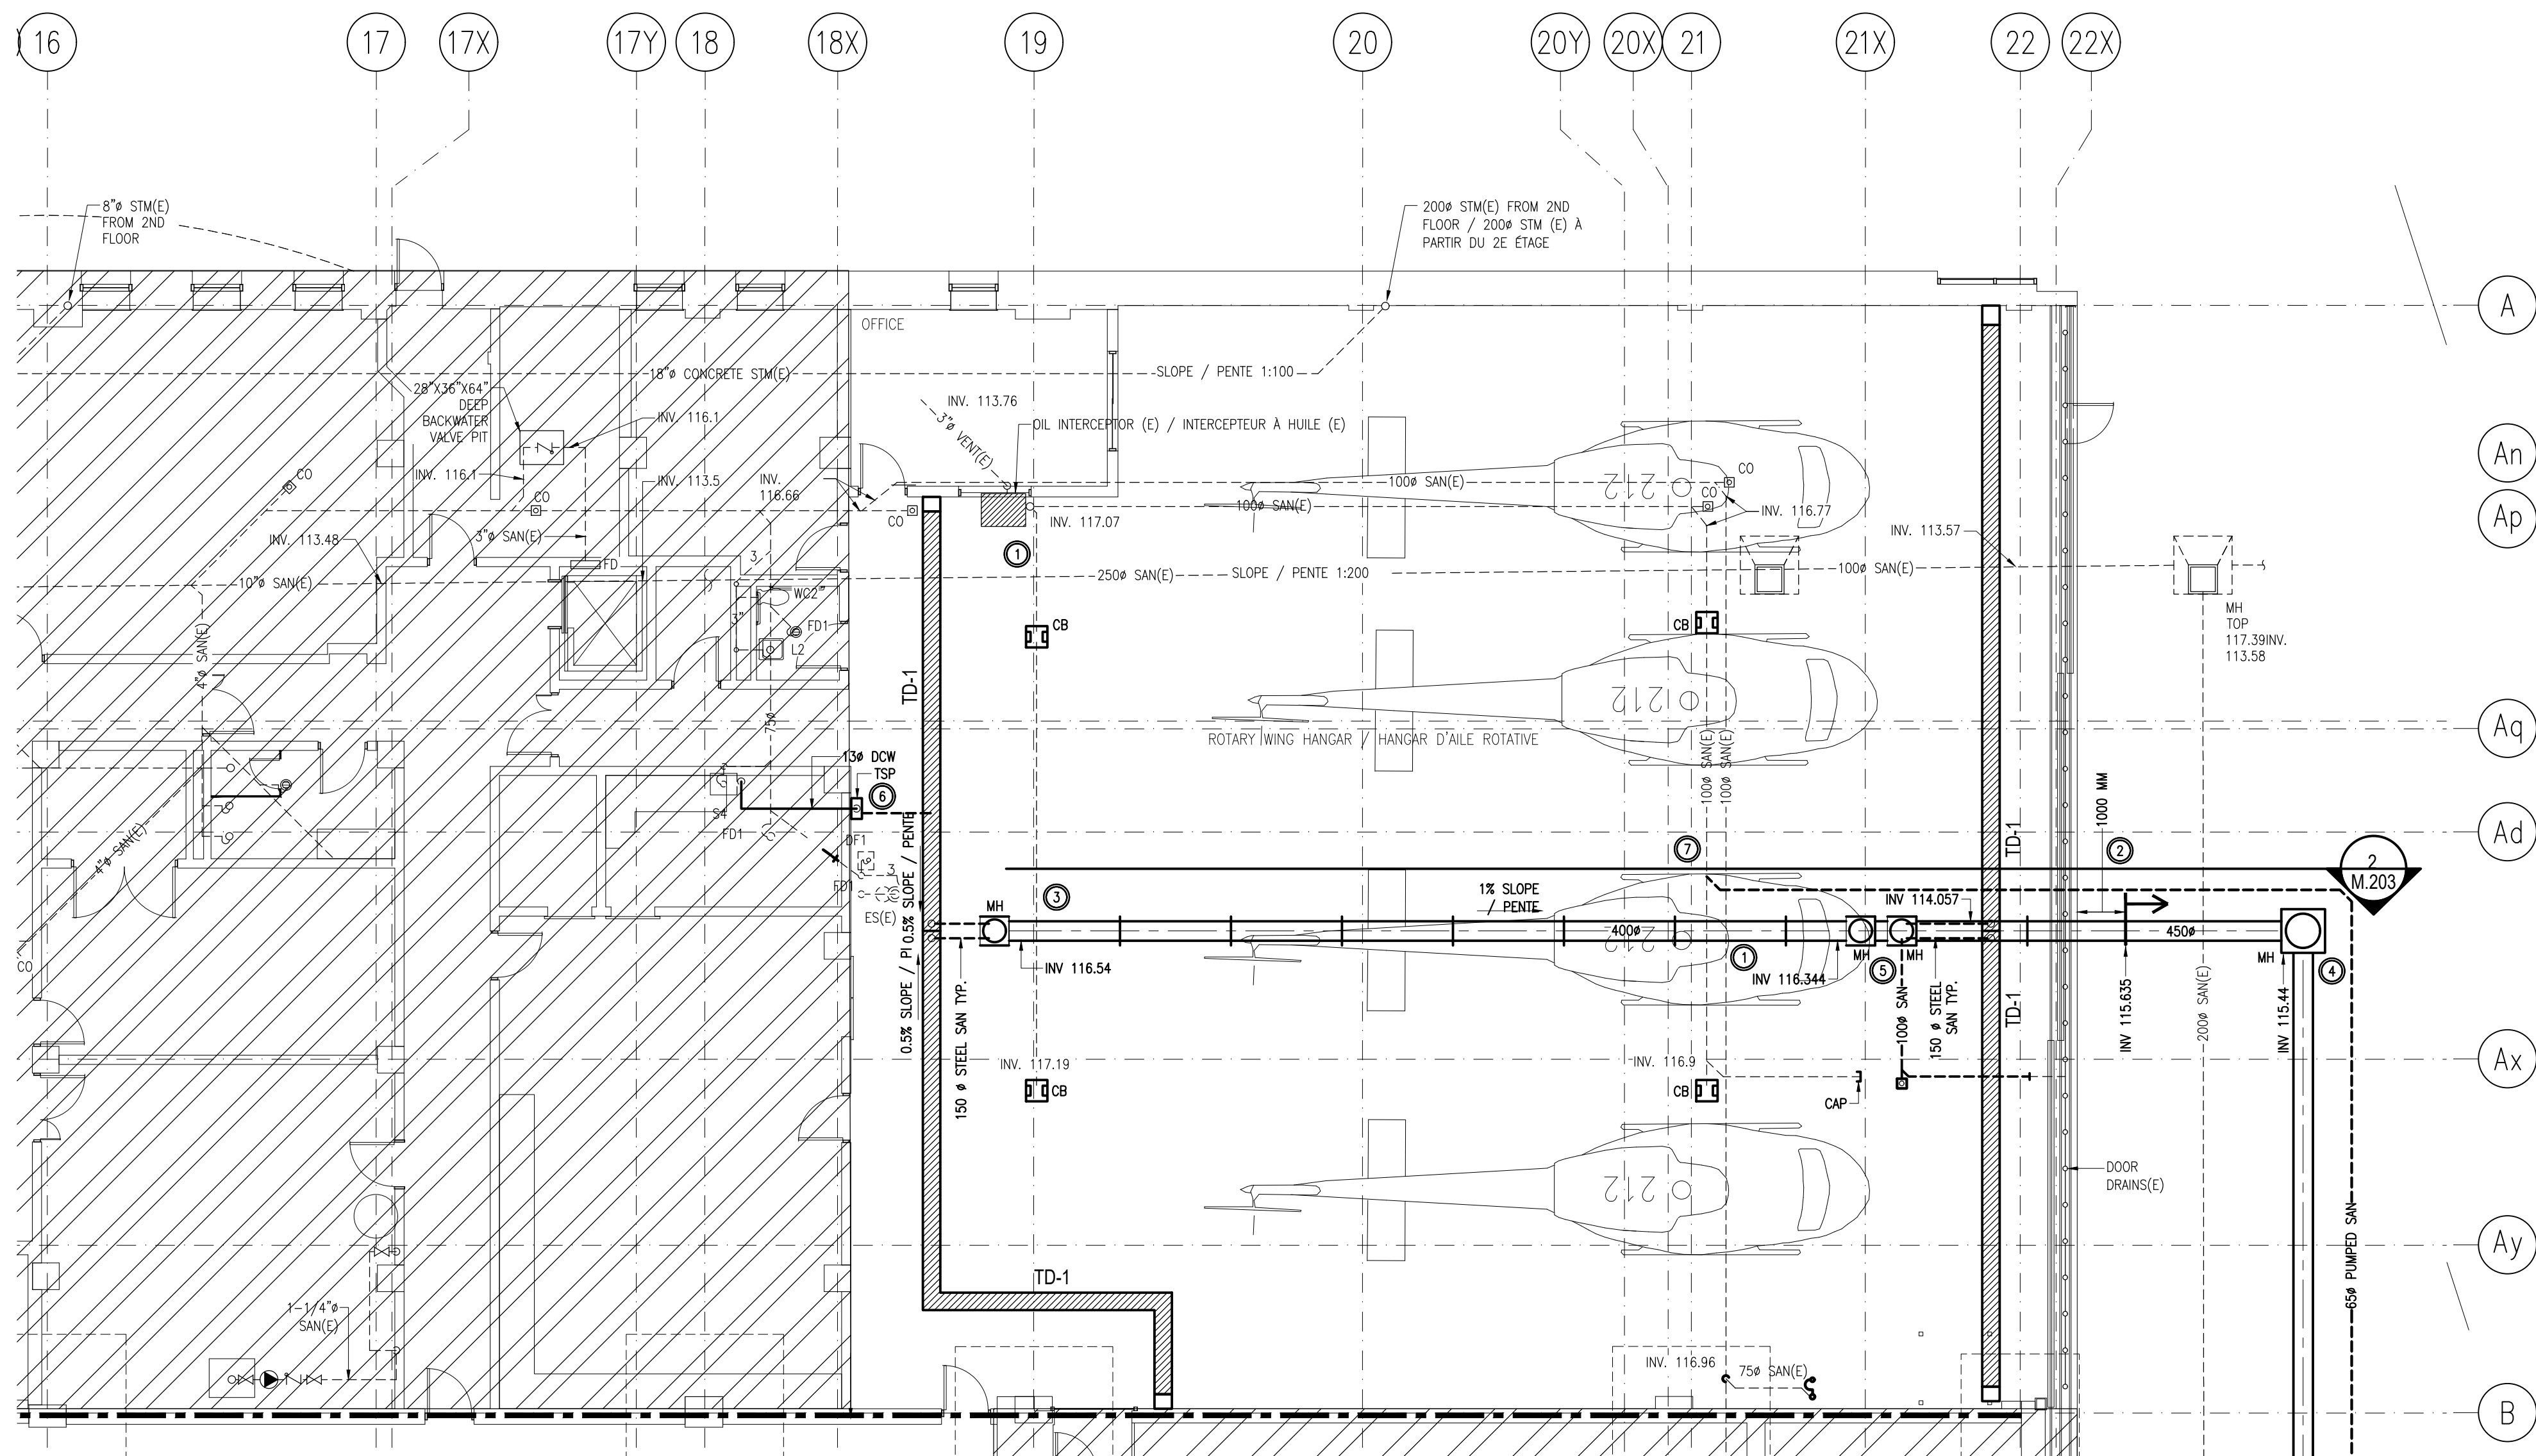 16
17
17X
17Y
18
18X
19
20
20Y
20X
21
21X
22
22X
8"ø STM(E)
FROM 2ND
FLOOR
200ø STM(E) FROM 2ND
FLOOR / 200ø STM (E) À
PARTIR DU 2E ÉTAGE
A
OFFICE
18"ø CONCRETE STM(E)
SLOPE / PENTE 1:100
28"X36"X64"
DEEP
BACKWATER
VALVE PIT
INV. 116.1
INV. 113.76
3"ø VENT(E)
OIL INTERCEPTOR (E) / INTERCEPTEUR À HUILE (E)
An
CO
INV. 116.1
CO
INV. 113.5
INV.
116.66
CO
100ø SAN(E)
CO
212
CO
100ø SAN(E)
INV. 117.07
INV. 116.77
INV. 113.57
Ap
INV. 113.48
3"ø SAN(E)
FD
3
1
10"ø SAN(E)
250ø SAN(E)
SLOPE / PENTE 1:200
100ø SAN(E)
WC2
3"
FD1
L2
4"ø SAN(E)
CB
CB
MH
TOP
117.39INV.
113.58
TD-1
75ø
212
ROTARY WING HANGAR / HANGAR D'AILE ROTATIVE
100ø SAN(E)
100ø SAN(E)
Aq
13ø DCW
TSP
6
S4
FD1
DF1
3
FD1
ES(E)
4"ø SAN(E)
CO
0.5% SLOPE / PENTE
0.5% SLOPE / PI
7
TD-1
1000 MM
2
Ad
2
M.203
MH
3
1% SLOPE
/ PENTE
INV 114.057
400ø
212
450ø
INV 116.54
1
INV 116.344
MH
5
MH
MH
4
150 ø STEEL SAN TYP.
100ø SAN
150 ø STEEL
SAN TYP.
TD-1
INV 115.635
200ø SAN(E)
INV 115.44
Ax
INV. 117.19
CB
INV. 116.9
CB
CAP
DOOR
DRAINS(E)
212
65ø PUMPED SAN
Ay
TD-1
1-1/4"ø
SAN(E)
INV. 116.96
75ø SAN(E)
B